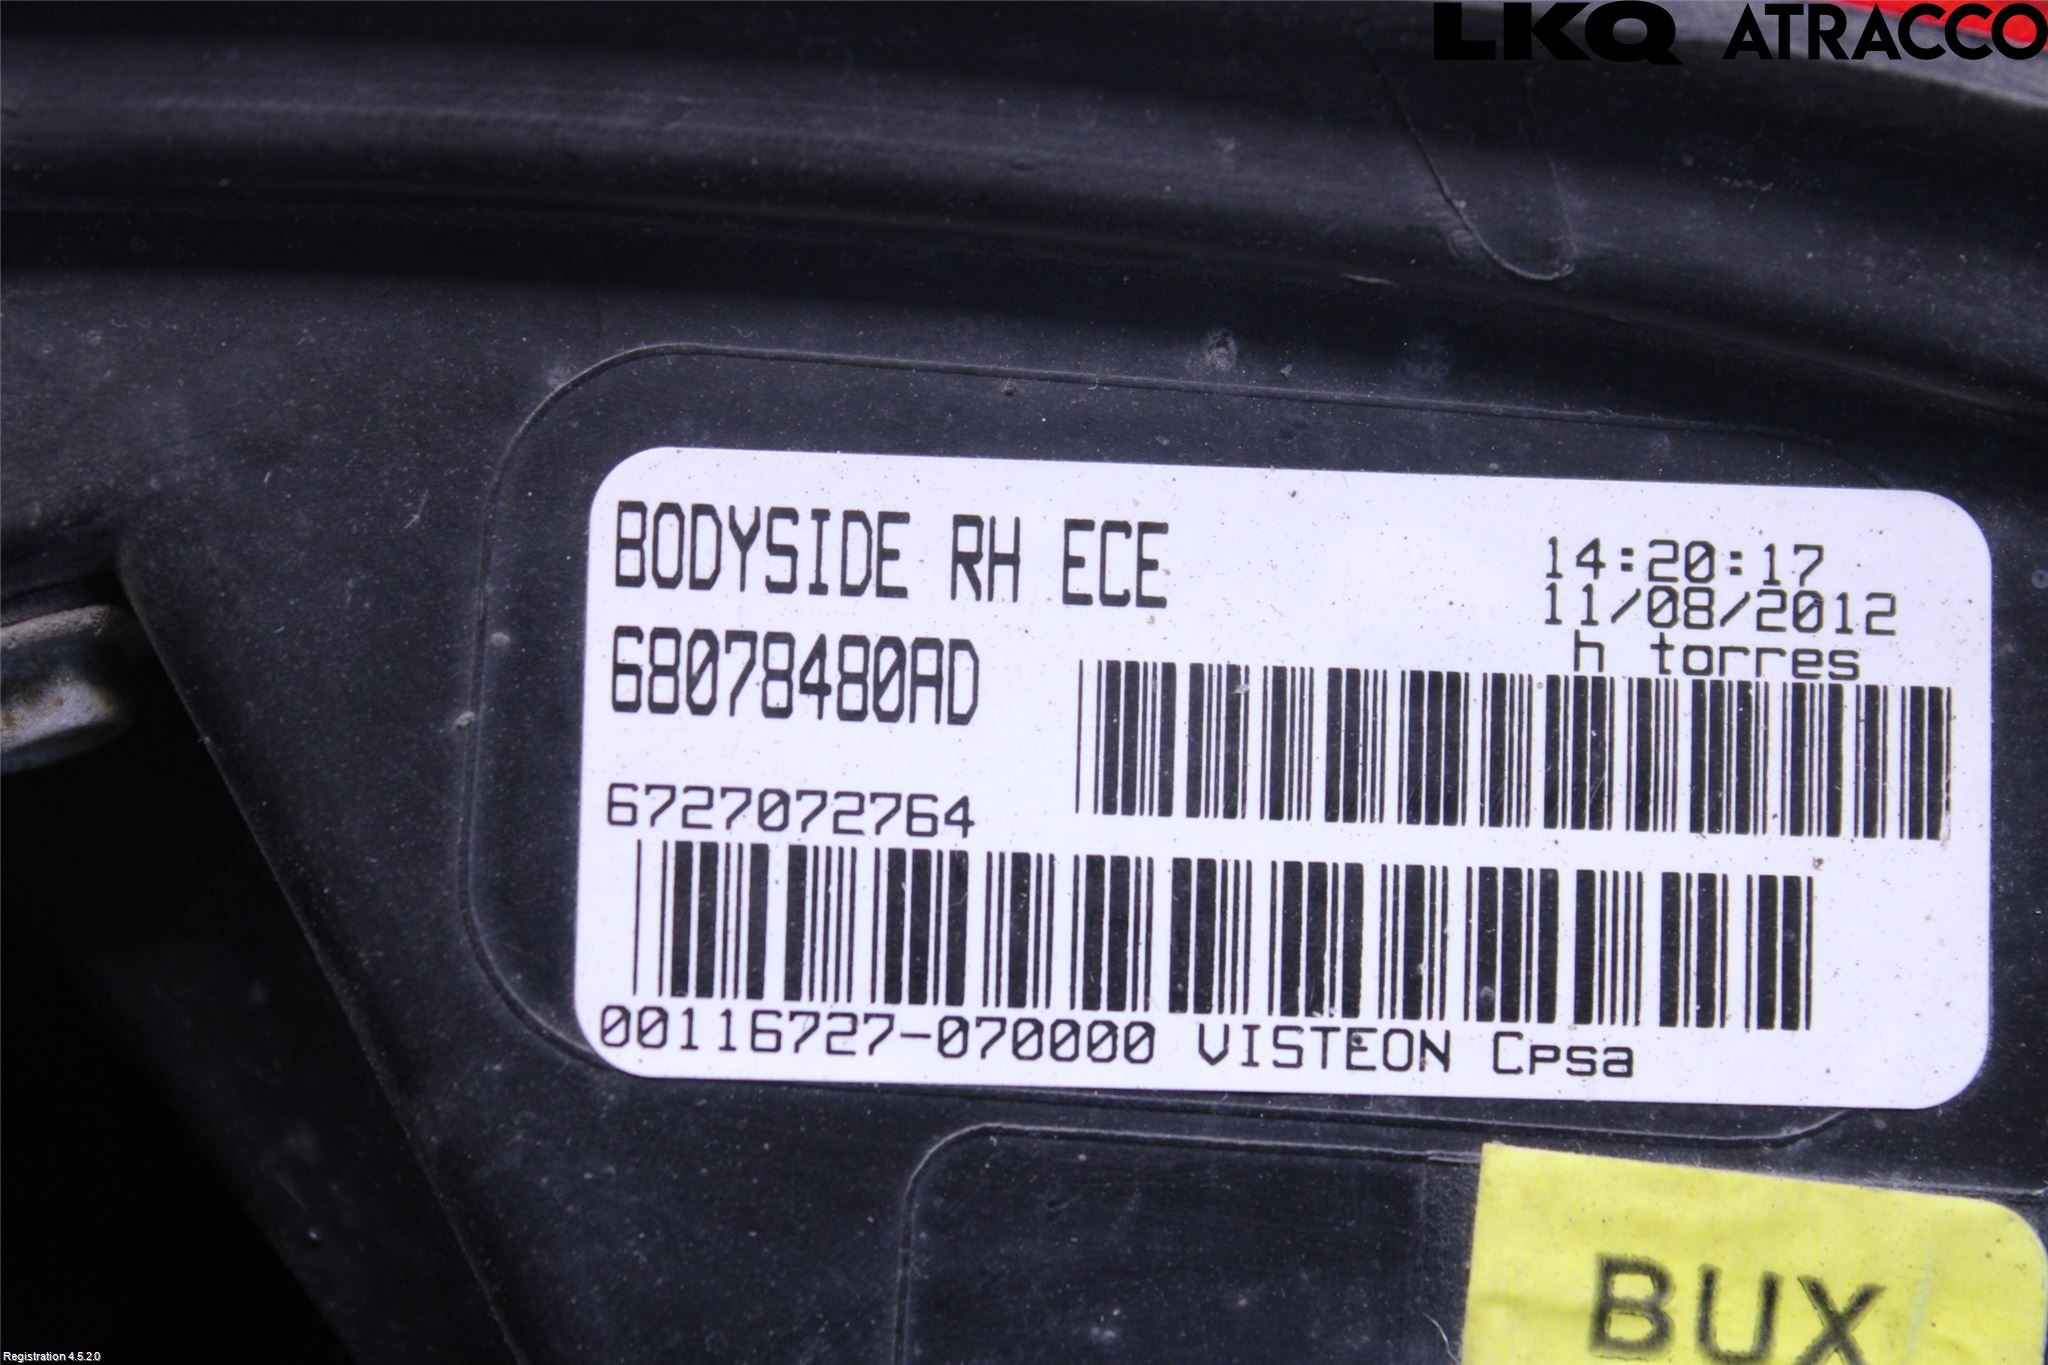 LKQ ATRACCO
BODYSIDE RH ECE
14:20:17
11/08/2012
h torres
68078480AD
6727072764
00116727-070000 VISTEON Cpsa
BUX
Registration 4.5.2.0